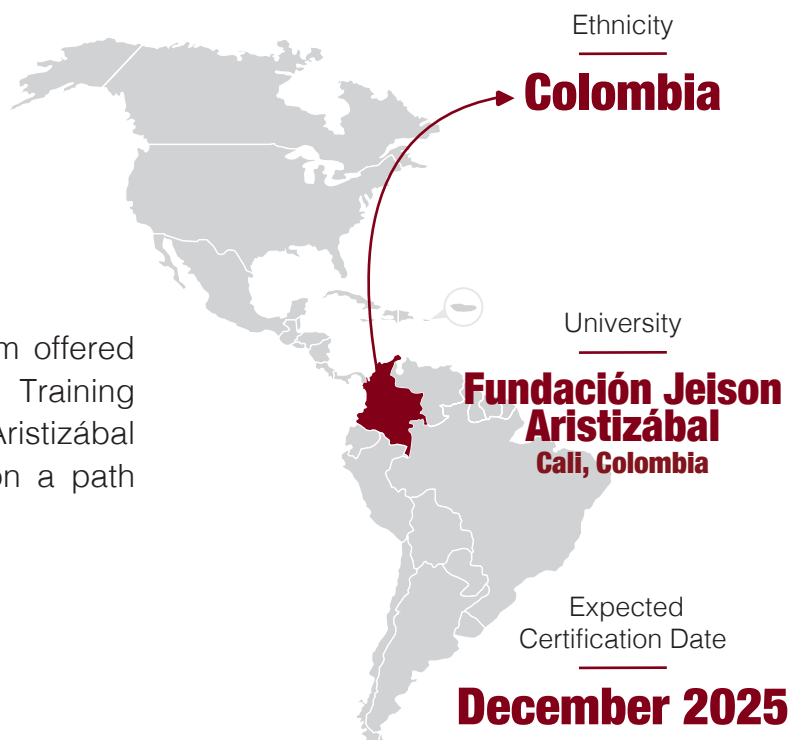 Ethnicity
Colombia
m offered
Training
Aristizábal
on a path
University
Fundación Jeison
Aristizábal
Cali, Colombia
Expected
Certification Date
December 2025